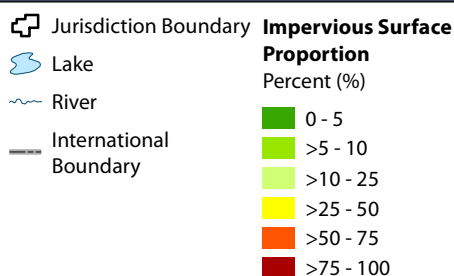 Jurisdiction Boundary
Lake
River
International
Boundary
Impervious Surface
Proportion
Percent (%)
0 - 5
>5 - 10
>10 - 25
>25 - 50
>50 - 75
>75 - 100